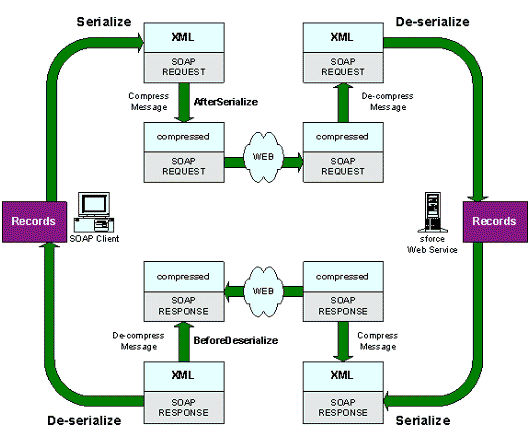 Serialize
De-serialize
XML
SOAP
REQUEST
XML
SOAP
REQUEST
Compress
Message
AfterSerialize
De-compress
Message
compressed
SOAP
REQUEST
WEB
compressed
SOAP
REQUEST
Records
SOAP Client
sforce
Web Service
Records
compressed
SOAP
RESPONSE
WEB
compressed
SOAP
RESPONSE
De-compress
Message
BeforeDeserialize
Compress
Message
XML
SOAP
RESPONSE
XML
SOAP
RESPONSE
De-serialize
Serialize